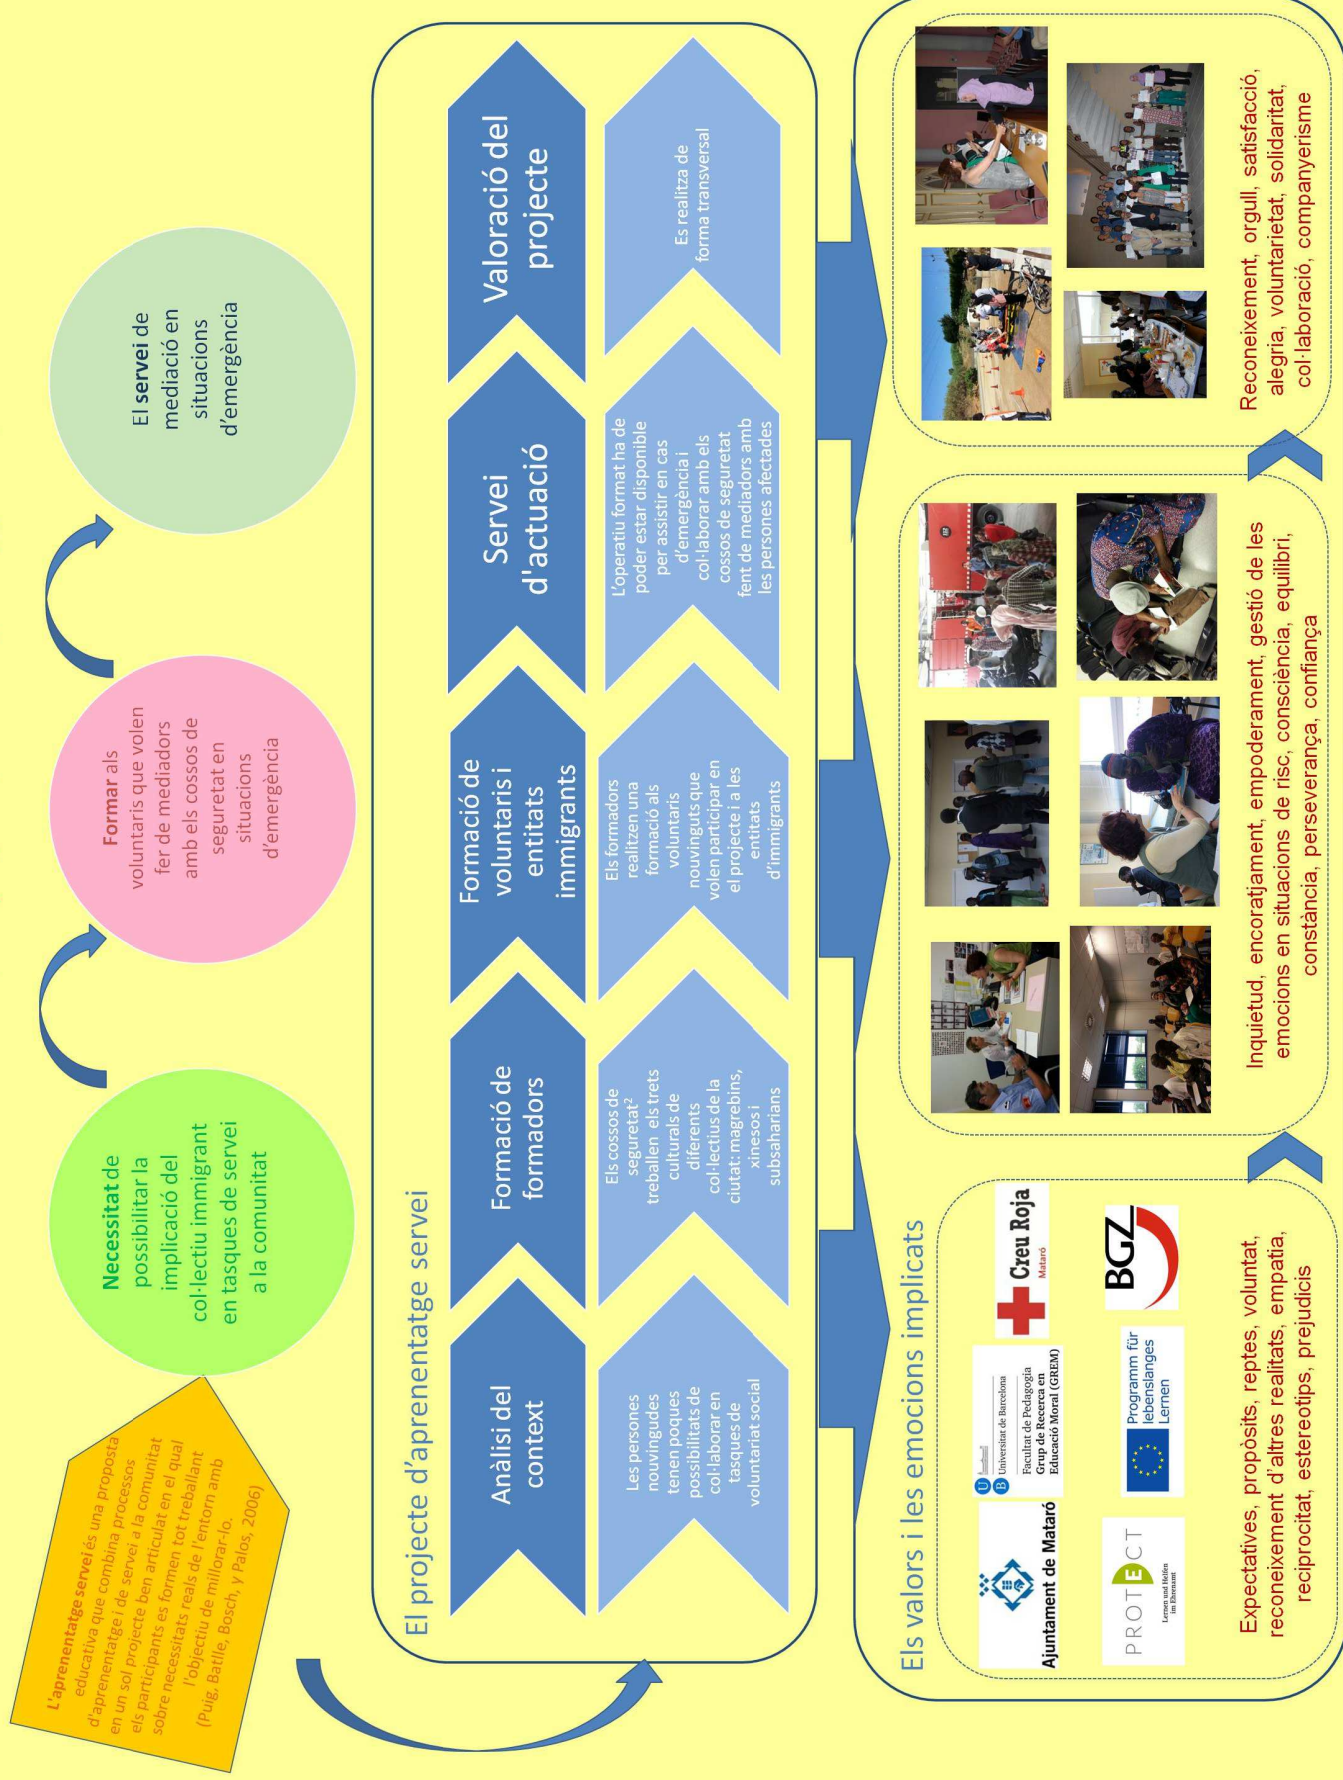 L'aprenentatge servei és una proposta
educativa que combina processos
d'aprenentatge i de servei a la comunitat
en un sol projecte ben articulat en el qual
els participants es formen tot treballant
sobre necessitats reals de l'entorn amb
l'objectiu de millorar-lo.
(Puig, Batlle, Bosch, y Palos, 2006)
Necessitat de
possibilitar la
implicació del
col·lectiu immigrant
en tasques de servei
a la comunitat
Formar als
voluntaris que volen
fer de mediadors
amb els cossos de
seguretat en
situacions
d'emergència
El servei de
mediació en
situacions
d'emergència
El projecte d'aprenentatge servei
Anàlisi del
context
Formació de
formadors
Formació de
voluntaris i
entitats
immigrants
Servei
d'actuació
Valoració del
projecte
Les persones
nouvingudes
tenen poques
possibilitats de
col·laborar en
tasques de
voluntariat social
Els cossos de
seguretat²
treballen els trets
culturals de
diferents
col·lectius de la
ciutat: magrebins,
xinesos i
subsaharians
Els formadors
realitzen una
formació als
voluntaris
nouvinguts que
volen participar en
el projecte i a les
entitats
d'immigrants
L'operatiu format ha de
poder estar disponible
per assistir en cas
d'emergència i
col·laborar amb els
cossos de seguretat
fent de mediadors amb
les persones afectades
Es realitza de
forma transversal
Els valors i les emocions implicats
Ajuntament de Mataró
U
B Universitat de Barcelona
Facultat de Pedagogia
Grup de Recerca en
Educació Moral (GREM)
Creu Roja
Mataró
PROTECT
Lernen und Helfen
im Ehrenamt
Programm für
lebenslanges
Lernen
BGZ
Expectatives, propòsits, reptes, voluntat,
reconeixement d'altres realitats, empatia,
reciprocitat, estereotips, prejudicis
Inquietud, encoratjament, empoderament, gestió de les
emocions en situacions de risc, consciència, equilibri,
constància, perseverança, confiança
Reconeixement, orgull, satisfacció,
alegria, voluntarietat, solidaritat,
col·laboració, companyerisme